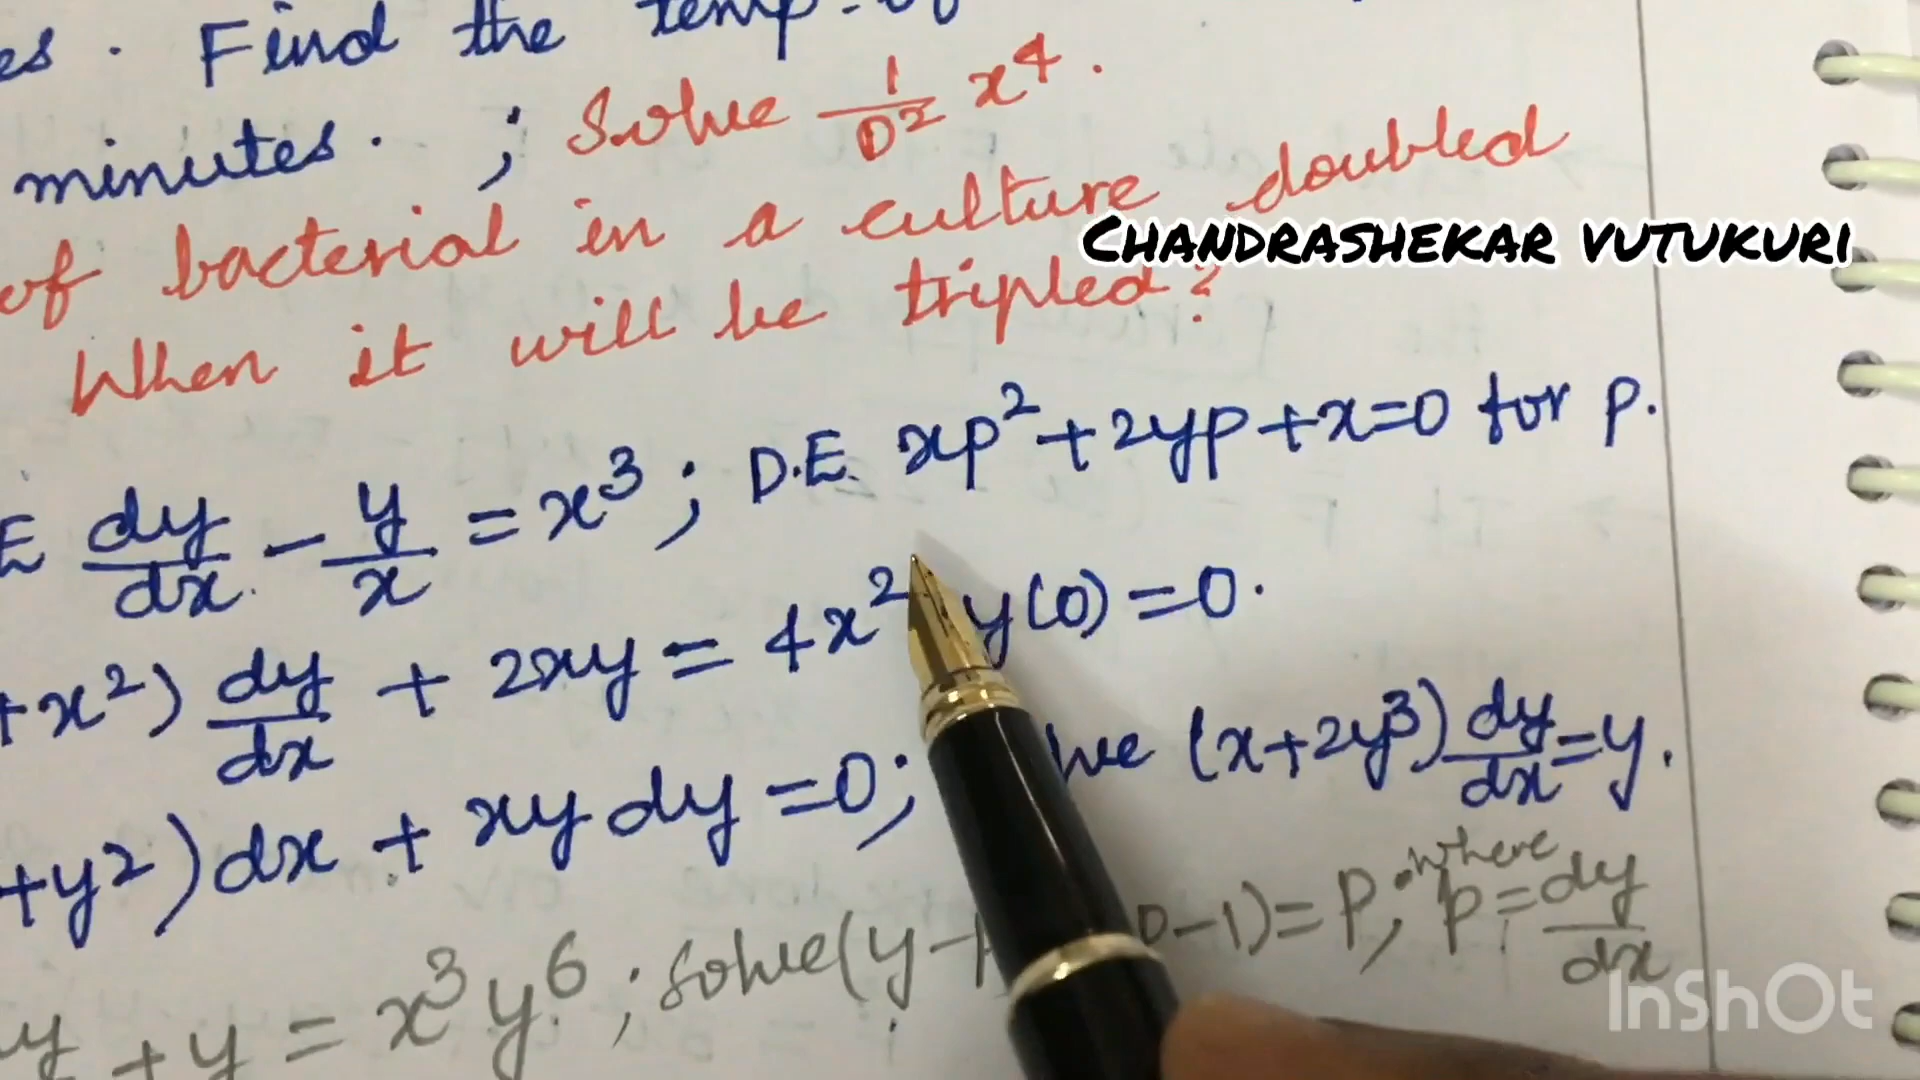 es. Find the temp. of
minutes. ; Solve 1/D² x⁴.
of bacterial in a culture doubled
CHANDRASHEKAR VUTUKURI
When it will be tripled?
E dy/dx - y/x = x³ ; D.E. xp² + 2yp + x = 0 for p.
+x²) dy/dx + 2xy = 4x² y(0) = 0.
+y²)dx + xy dy = 0; (x+2y³) dy/dx = y.
y + y = x³y⁶ ; solve (y - -1) = P, where P = dy/dx
InShOt